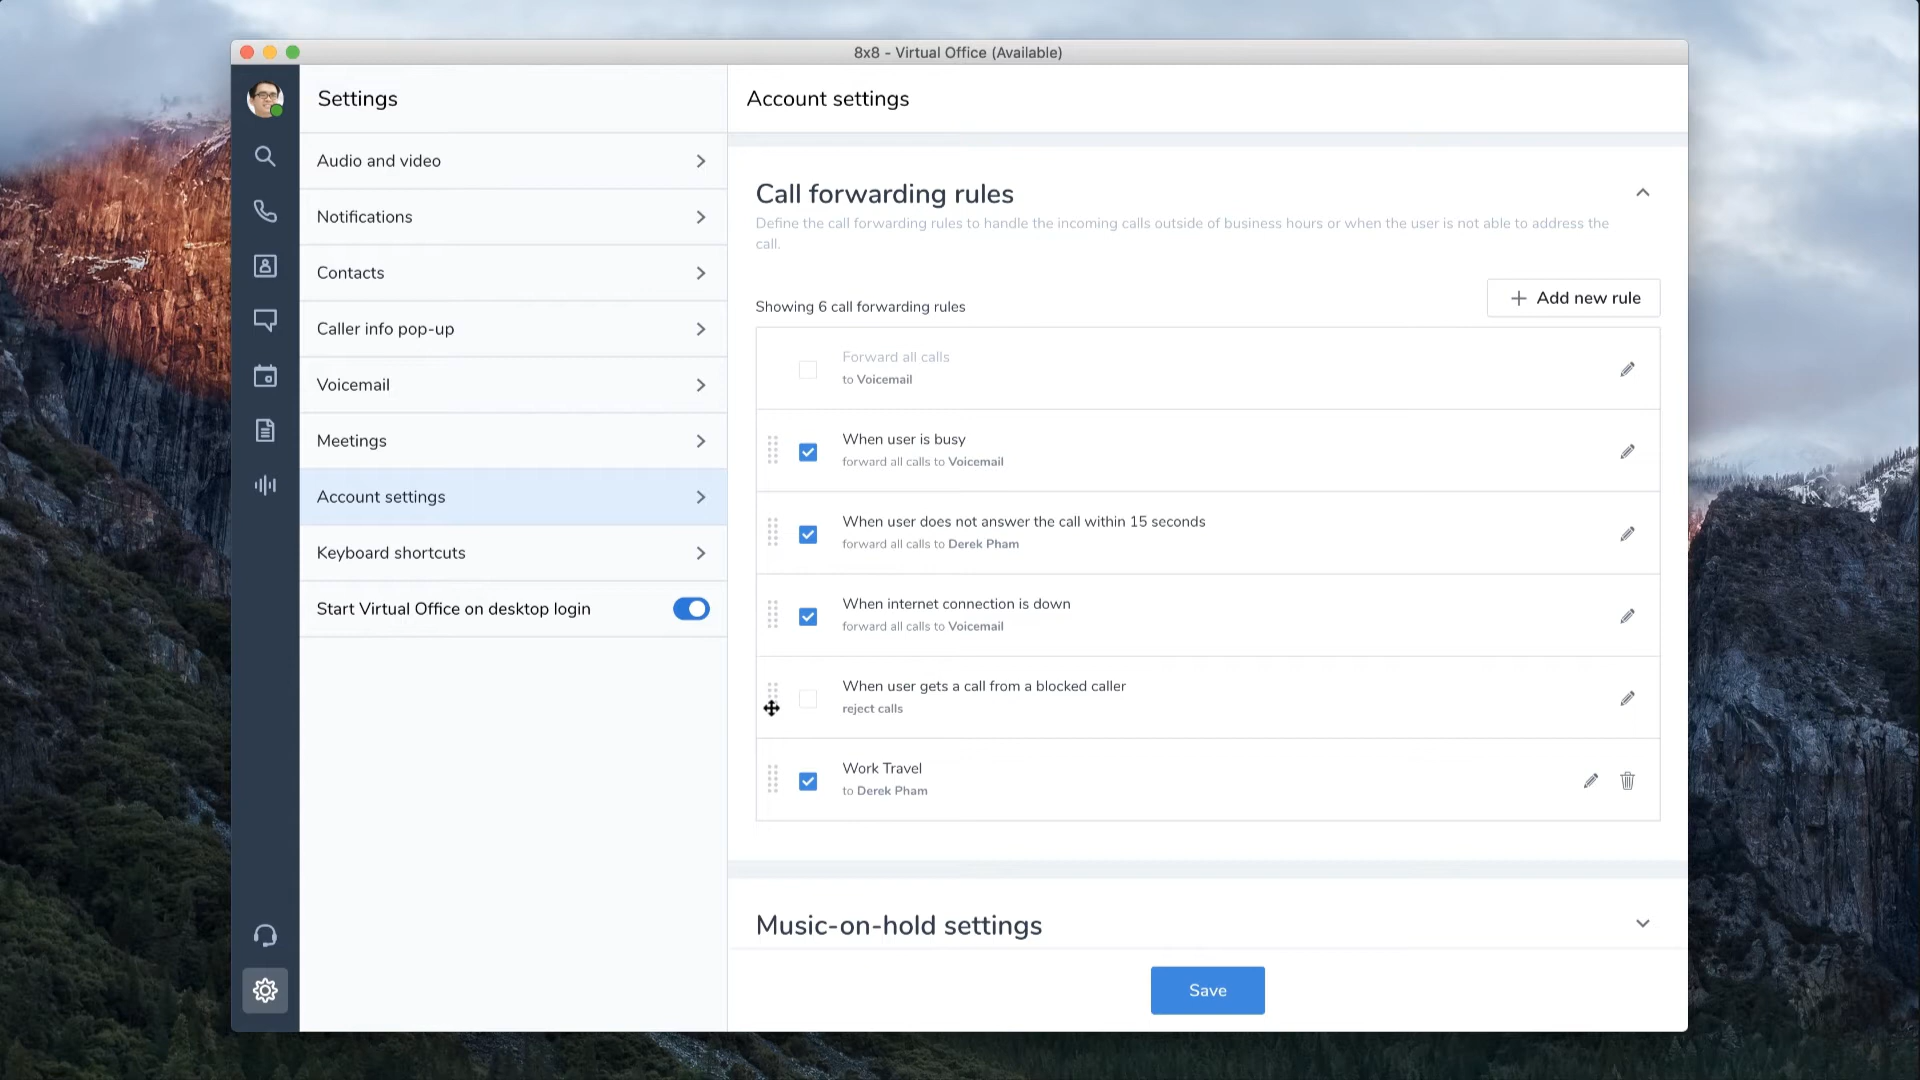 8x8 - Virtual Office (Available)
Settings
Audio and video
Notifications
Contacts
Caller info pop-up
Voicemail
Meetings
Account settings
Keyboard shortcuts
Start Virtual Office on desktop login
Account settings
Call forwarding rules
Define the call forwarding rules to handle the incoming calls outside of business hours or when the user is not able to address the
call.
Showing 6 call forwarding rules
Add new rule
Forward all calls
to Voicemail
When user is busy
forward all calls to Voicemail
When user does not answer the call within 15 seconds
forward all calls to Derek Pham
When internet connection is down
forward all calls to Voicemail
When user gets a call from a blocked caller
reject calls
Work Travel
to Derek Pham
Music-on-hold settings
Save